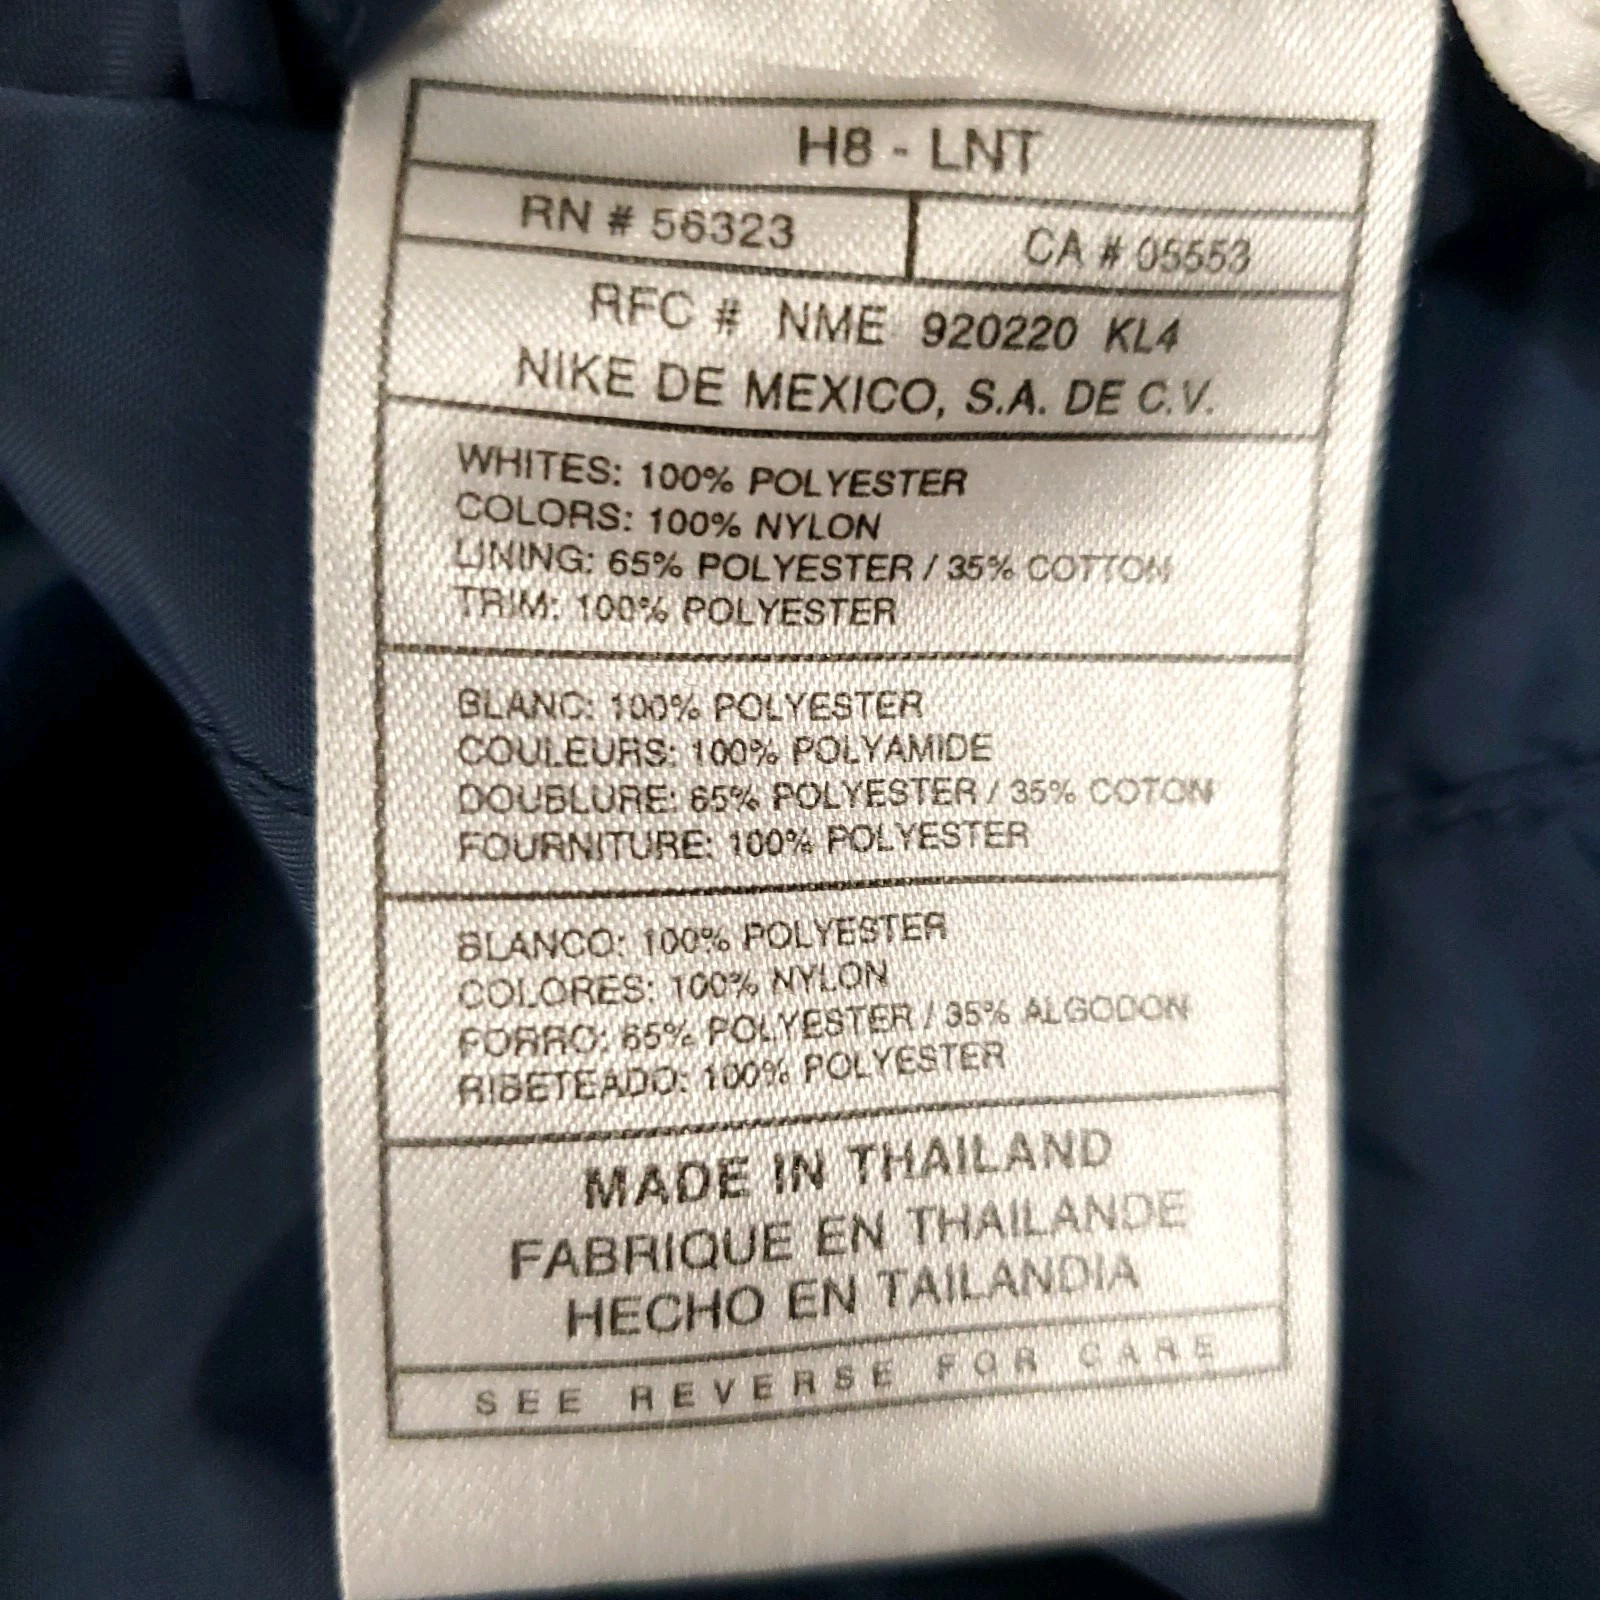 H8 - LNT
RN # 56323 CA # 05553
RFC # NME 920220 KL4
NIKE DE MEXICO, S.A. DE C.V.
WHITES: 100% POLYESTER
COLORS: 100% NYLON
LINING: 65% POLYESTER / 35% COTTON
TRIM: 100% POLYESTER
BLANC: 100% POLYESTER
COULEURS: 100% POLYAMIDE
DOUBLURE: 65% POLYESTER / 35% COTON
FOURNITURE: 100% POLYESTER
BLANCO: 100% POLYESTER
COLORES: 100% NYLON
FORRO: 65% POLYESTER / 35% ALGODON
RIBETEADO: 100% POLYESTER
MADE IN THAILAND
FABRIQUE EN THAILANDE
HECHO EN TAILANDIA
SEE REVERSE FOR CARE